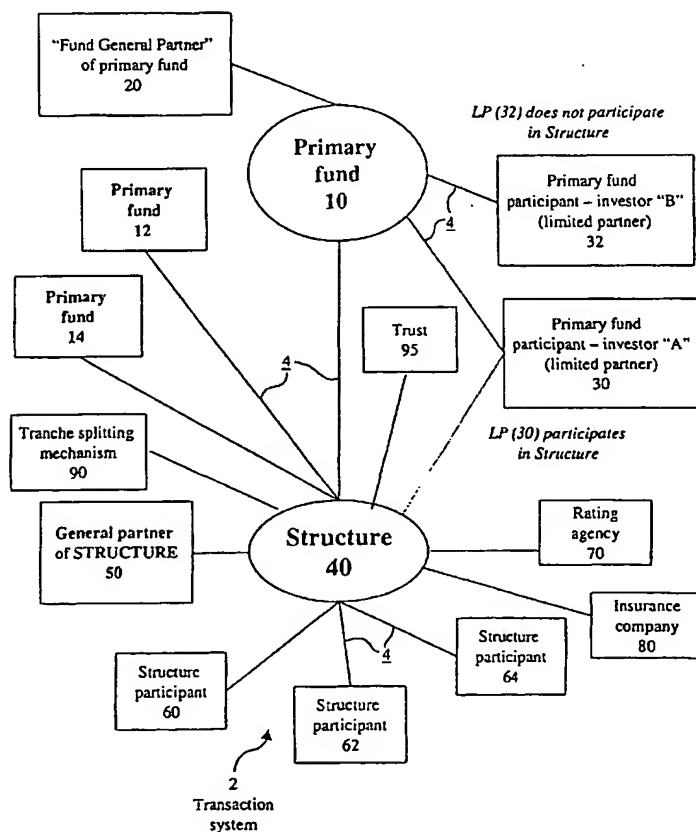 “Fund General Partner”
of primary fund
20
LP (32) does not participate
in Structure
Primary
fund
10
Primary
fund
12
4
Primary fund
participant – investor “B”
(limited partner)
32
4
Primary
fund
14
Trust
95
Primary fund
participant – investor “A”
(limited partner)
30
4
Tranche splitting
mechanism
90
LP (30) participates
in Structure
General partner
of STRUCTURE
50
Structure
40
Rating
agency
70
Insurance
company
80
4
Structure
participant
60
Structure
participant
62
Structure
participant
64
2
Transaction
system